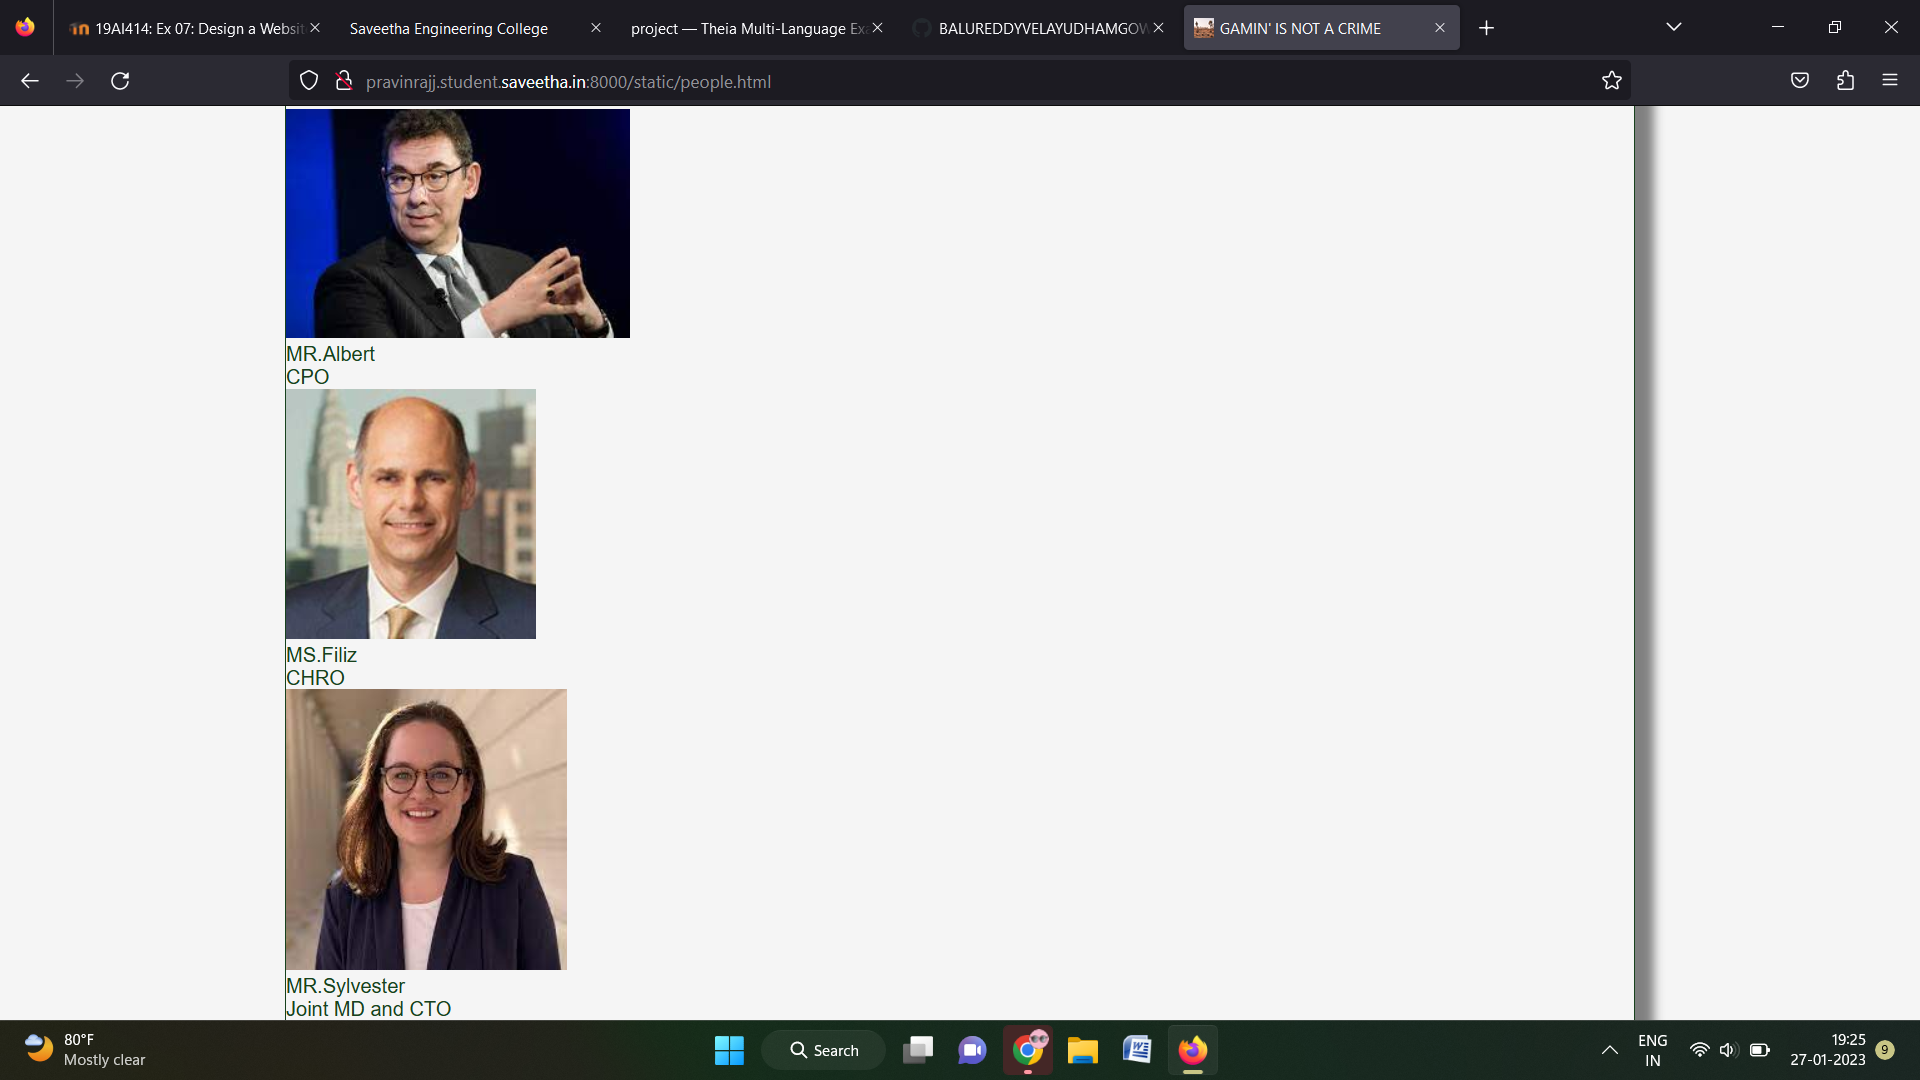 19AI414: Ex 07: Design a Websit
Saveetha Engineering College
project — Theia Multi-Language Ex
BALUREDDYVELAYUDHAMGOW
GAMIN' IS NOT A CRIME
pravinrajj.student.saveetha.in:8000/static/people.html
MR.Albert
CPO
MS.Filiz
CHRO
MR.Sylvester
Joint MD and CTO
80°F
Mostly clear
Search
ENG
IN
19:25
27-01-2023
9